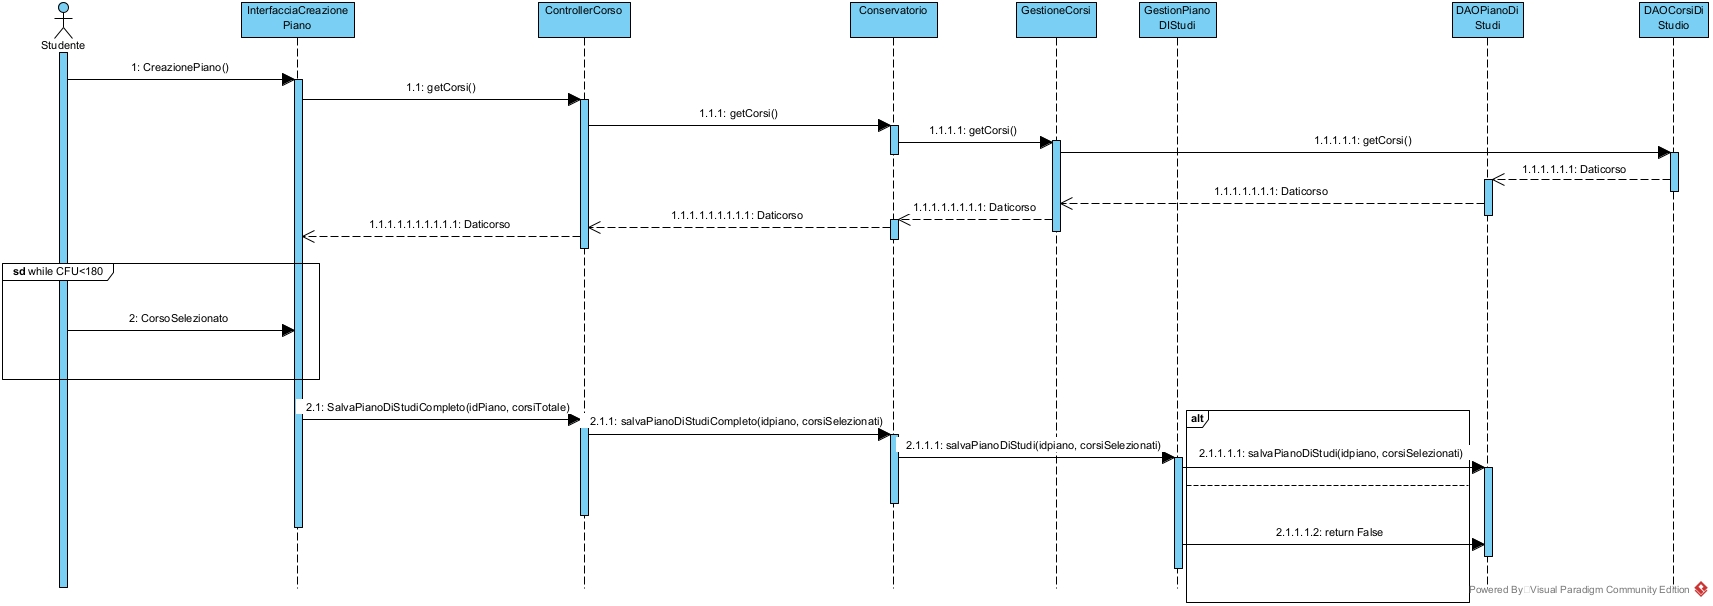 Studente
InterfacciaCreazione
Piano
ControllerCorso
Conservatorio
GestioneCorsi
GestionPiano
DIStudi
DAOPianoDi
Studi
DAOCorsiDi
Studio
1: CreazionePiano()
1.1: getCorsi()
1.1.1: getCorsi()
1.1.1.1: getCorsi()
1.1.1.1.1: getCorsi()
1.1.1.1.1.1: Daticorso
1.1.1.1.1.1.1: Daticorso
1.1.1.1.1.1.1.1: Daticorso
1.1.1.1.1.1.1.1.1: Daticorso
1.1.1.1.1.1.1.1.1.1: Daticorso
sd while CFU<180
2: CorsoSelezionato
2.1: SalvaPianoDiStudiCompleto(idPiano, corsiTotale)
2.1.1: salvaPianoDiStudiCompleto(idpiano, corsiSelezionati)
2.1.1.1: salvaPianoDiStudi(idpiano, corsiSelezionati)
alt
2.1.1.1.1: salvaPianoDiStudi(idpiano, corsiSelezionati)
2.1.1.1.2: return False
Powered By Visual Paradigm Community Edition